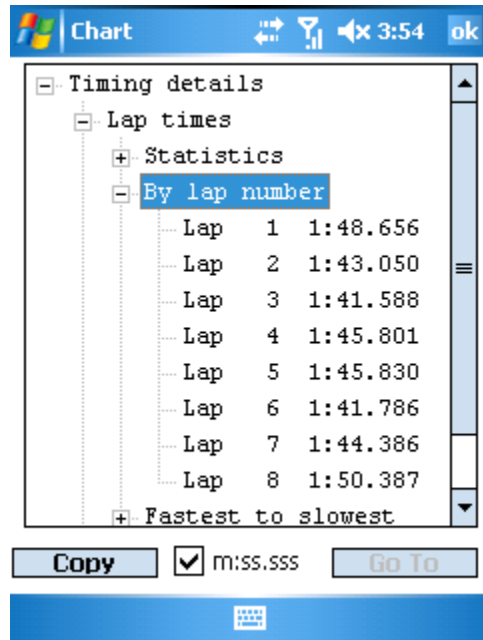 Chart 3:54 ok
Timing details
Lap times
Statistics
By lap number
Lap 1 1:48.656
Lap 2 1:43.050
Lap 3 1:41.588
Lap 4 1:45.801
Lap 5 1:45.830
Lap 6 1:41.786
Lap 7 1:44.386
Lap 8 1:50.387
Fastest to slowest
Copy m:ss.sss Go To